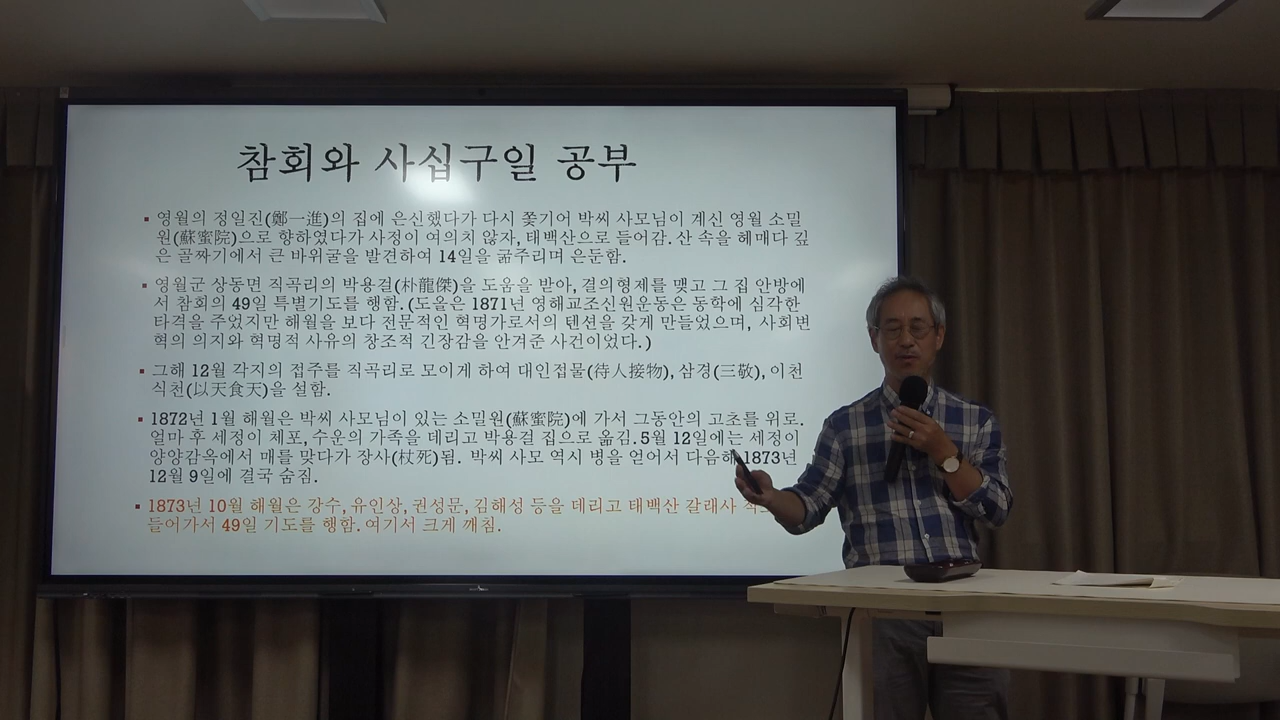 참회와 사십구일 공부
▪ 영월의 정일진(鄭一進)의 집에 은신했다가 다시 쫓기어 박씨 사모님이 계신 영월 소밀
원(蘇蜜院)으로 향하였다가 사정이 여의치 않자, 태백산으로 들어감. 산 속을 헤매다 깊
은 골짜기에서 큰 바위굴을 발견하여 14일을 굶주리며 은둔함.
▪ 영월군 상동면 직곡리의 박용걸(朴龍傑)을 도움을 받아, 결의형제를 맺고 그 집 안방에
서 참회의 49일 특별기도를 행함. (도올은 1871년 영해교조신원운동은 동학에 심각한
타격을 주었지만 해월을 보다 전문적인 혁명가로서의 텐션을 갖게 만들었으며, 사회변
혁의 의지와 혁명적 사유의 창조적 긴장감을 안겨준 사건이었다.)
▪ 그해 12월 각지의 접주를 직곡리로 모이게 하여 대인접물(待人接物), 삼경(三敬), 이천
식천(以天食天)을 설함.
▪ 1872년 1월 해월은 박씨 사모님이 있는 소밀원(蘇蜜院)에 가서 그동안의 고초를 위로.
얼마 후 세정이 체포, 수운의 가족을 데리고 박용걸 집으로 옮김. 5월 12일에는 세정이
양양감옥에서 매를 맞다가 장사(杖死)됨. 박씨 사모 역시 병을 얻어서 다음해 1873년
12월 9일에 결국 숨짐.
▪ 1873년 10월 해월은 강수, 유인상, 권성문, 김해성 등을 데리고 태백산 갈래사
들어가서 49일 기도를 행함. 여기서 크게 깨침.